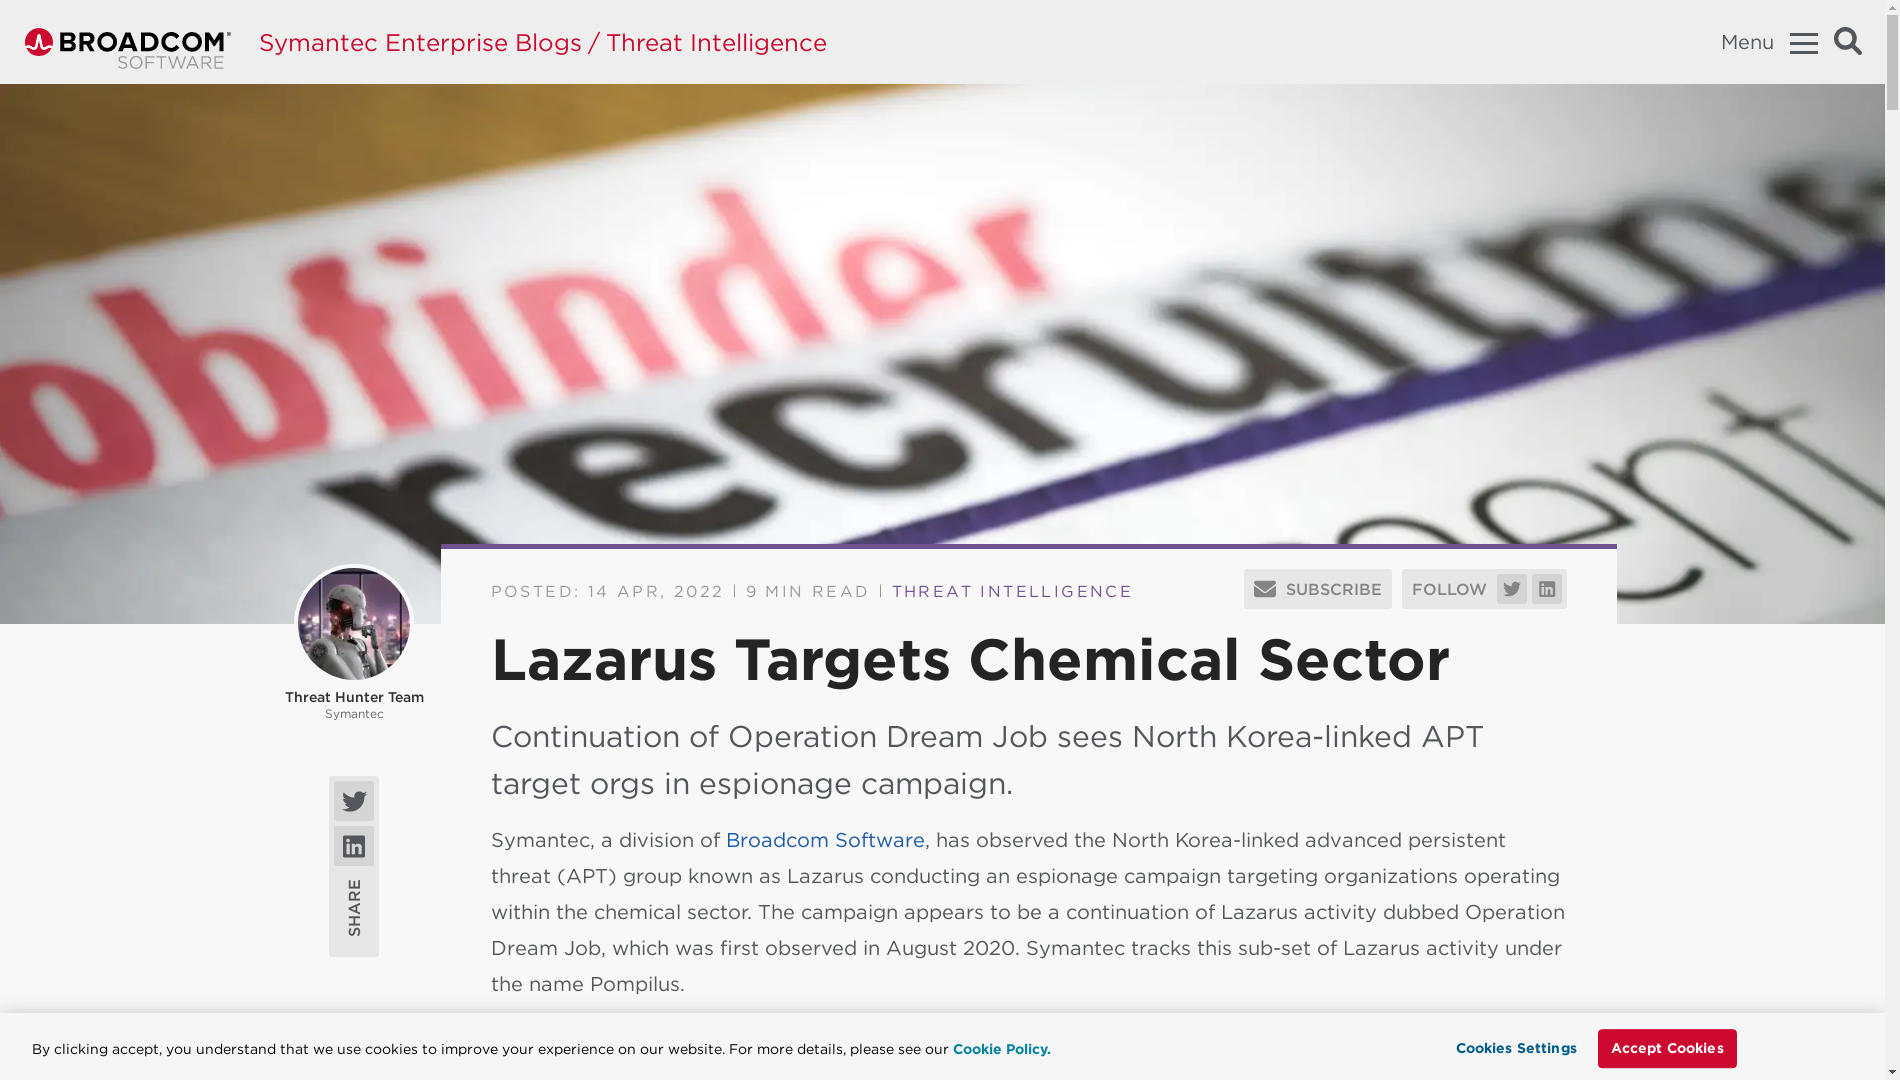 BROADCOM®
SOFTWARE
Symantec Enterprise Blogs / Threat Intelligence
Menu
obfinder
recruitme
ent
POSTED: 14 APR, 2022 | 9 MIN READ | THREAT INTELLIGENCE
SUBSCRIBE
FOLLOW
Lazarus Targets Chemical Sector
Threat Hunter Team
Symantec
Continuation of Operation Dream Job sees North Korea-linked APT
target orgs in espionage campaign.
SHARE
Symantec, a division of Broadcom Software, has observed the North Korea-linked advanced persistent
threat (APT) group known as Lazarus conducting an espionage campaign targeting organizations operating
within the chemical sector. The campaign appears to be a continuation of Lazarus activity dubbed Operation
Dream Job, which was first observed in August 2020. Symantec tracks this sub-set of Lazarus activity under
the name Pompilus.
By clicking accept, you understand that we use cookies to improve your experience on our website. For more details, please see our Cookie Policy.
Cookies Settings
Accept Cookies